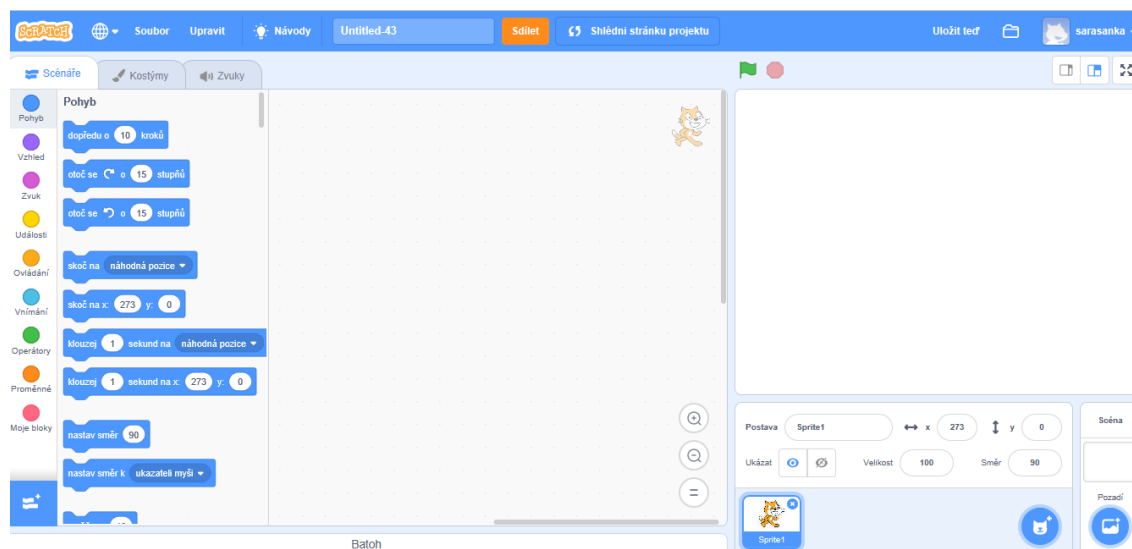 SCRATCH
Soubor
Upravit
Návody
Untitled-43
Sdílet
Shlédni stránku projektu
Uložit teď
sarasanka
Scénáře
Kostýmy
Zvuky
Pohyb
Vzhled
Zvuk
Události
Ovládání
Vnímání
Operátory
Proměnné
Moje bloky
Pohyb
dopředu o 10 kroků
otoč se o 15 stupňů
otoč se o 15 stupňů
skoč na náhodná pozice
skoč na x: 273 y: 0
klouzej 1 sekund na náhodná pozice
klouzej 1 sekund na x: 273 y: 0
nastav směr 90
nastav směr k ukazateli myši
Postava Sprite1 x 273 y 0
Ukázat Velikost 100 Směr 90
Sprite1
Scéna
Pozadí
Batoh